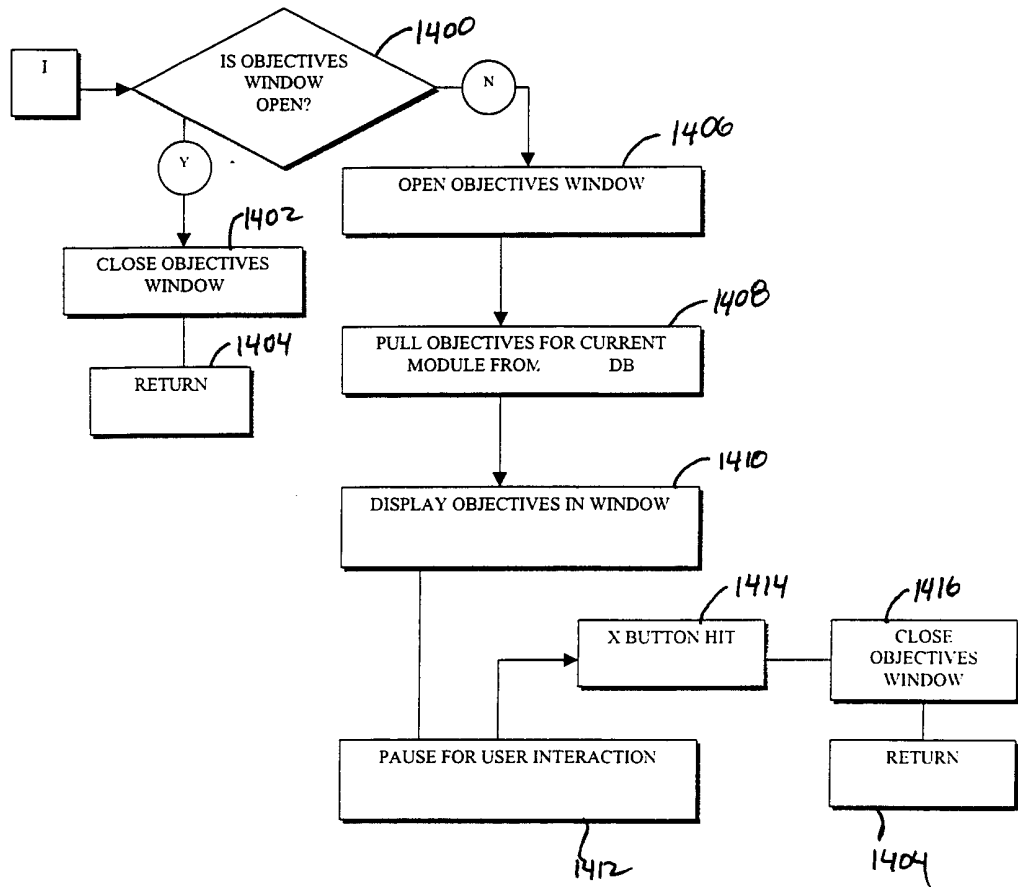 1400
I
IS OBJECTIVES
WINDOW
OPEN?
N
Y
1406
OPEN OBJECTIVES WINDOW
1402
CLOSE OBJECTIVES
WINDOW
1408
PULL OBJECTIVES FOR CURRENT
MODULE FROM DB
1404
RETURN
1410
DISPLAY OBJECTIVES IN WINDOW
1414
X BUTTON HIT
1416
CLOSE
OBJECTIVES
WINDOW
PAUSE FOR USER INTERACTION
1412
RETURN
1404